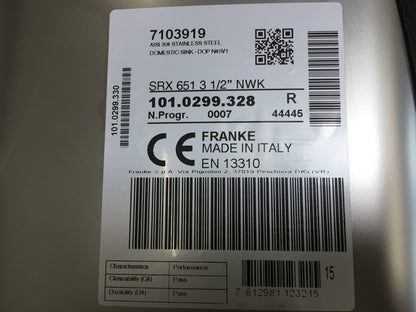 7103919
AISI 304 STAINLESS STEEL
DOMESTIC SINK - DOP N49V1
101.0299.330
SRX 651 3 1/2" NWK
101.0299.328 R
N.Progr. 0007 44445
CE FRANKE
MADE IN ITALY
EN 13310
Franke S.p.A. Via Pignolini 2, 37019 Peschiera D/G (VR)
Characteristics Performance
Cleanability (CA) Pass
Durability (DA) Pass
15
7 612981 123215